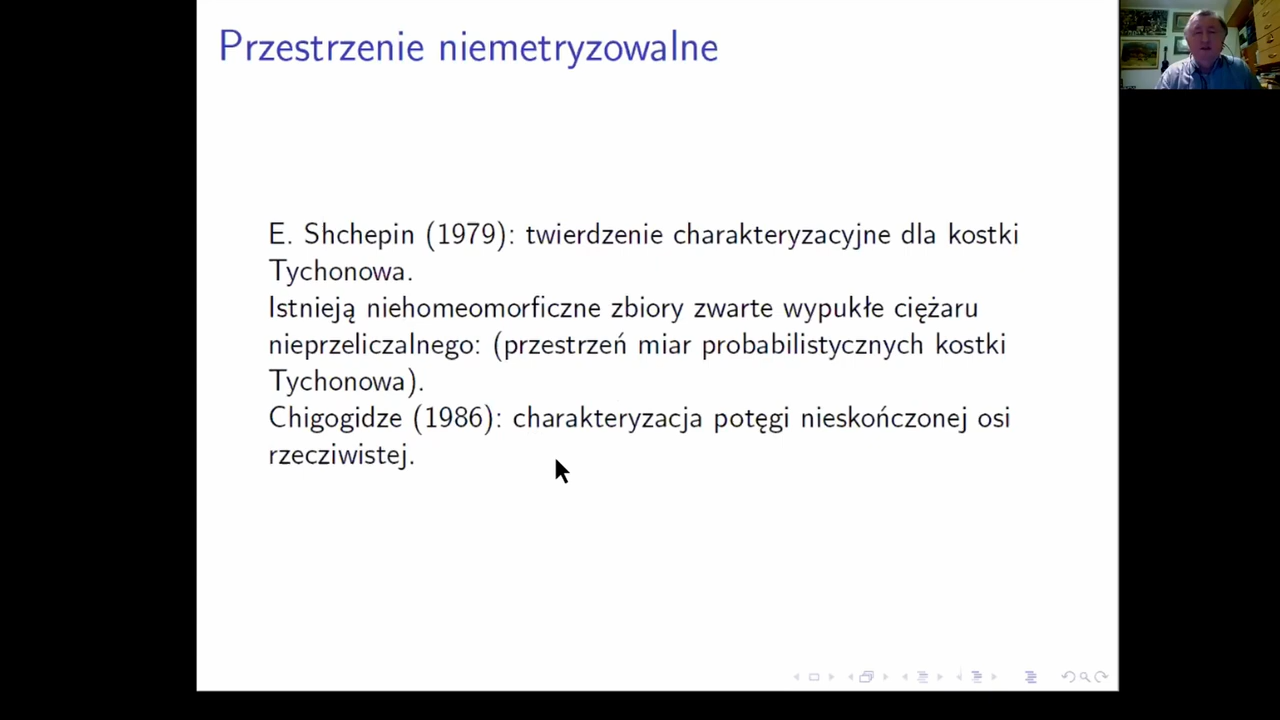 Przestrzenie niemetryzowalne
E. Shchepin (1979): twierdzenie charakteryzacyjne dla kostki
Tychonowa.
Istnieją niehomeomorficzne zbiory zwarte wypukłe ciężaru
nieprzeliczalnego: (przestrzeń miar probabilistycznych kostki
Tychonowa).
Chigogidze (1986): charakteryzacja potęgi nieskończonej osi
rzecziwistej.